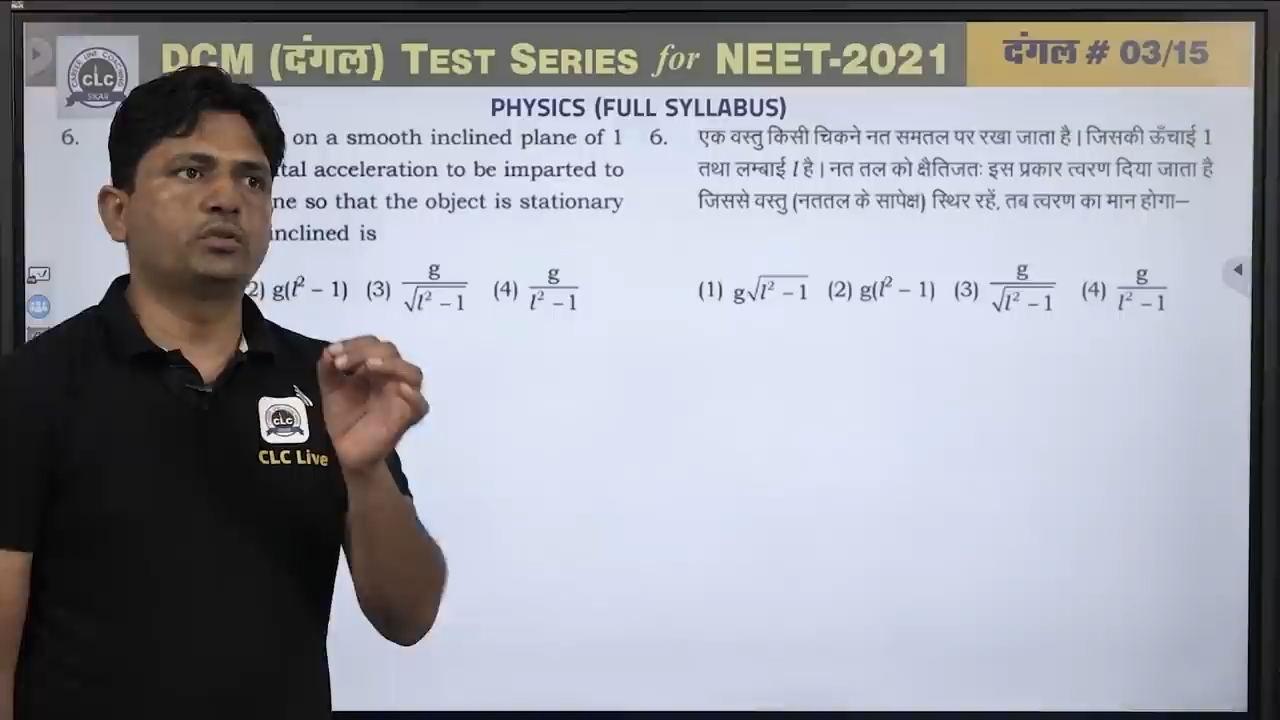 DCM (दंगल) TEST SERIES for NEET-2021
दंगल # 03/15
CLC
SIKAR
PHYSICS (FULL SYLLABUS)
6. on a smooth inclined plane of 1
acceleration to be imparted to
so that the object is stationary
inclined is
2) g(l² – 1) (3) g/√(l² – 1) (4) g/(l² – 1)
6. एक वस्तु किसी चिकने नत समतल पर रखा जाता है। जिसकी ऊँचाई 1
तथा लम्बाई l है। नत तल को क्षैतिजतः इस प्रकार त्वरण दिया जाता है
जिससे वस्तु (नततल के सापेक्ष) स्थिर रहें, तब त्वरण का मान होगा–
(1) g√(l² – 1) (2) g(l² – 1) (3) g/√(l² – 1) (4) g/(l² – 1)
CLC
CLC Live